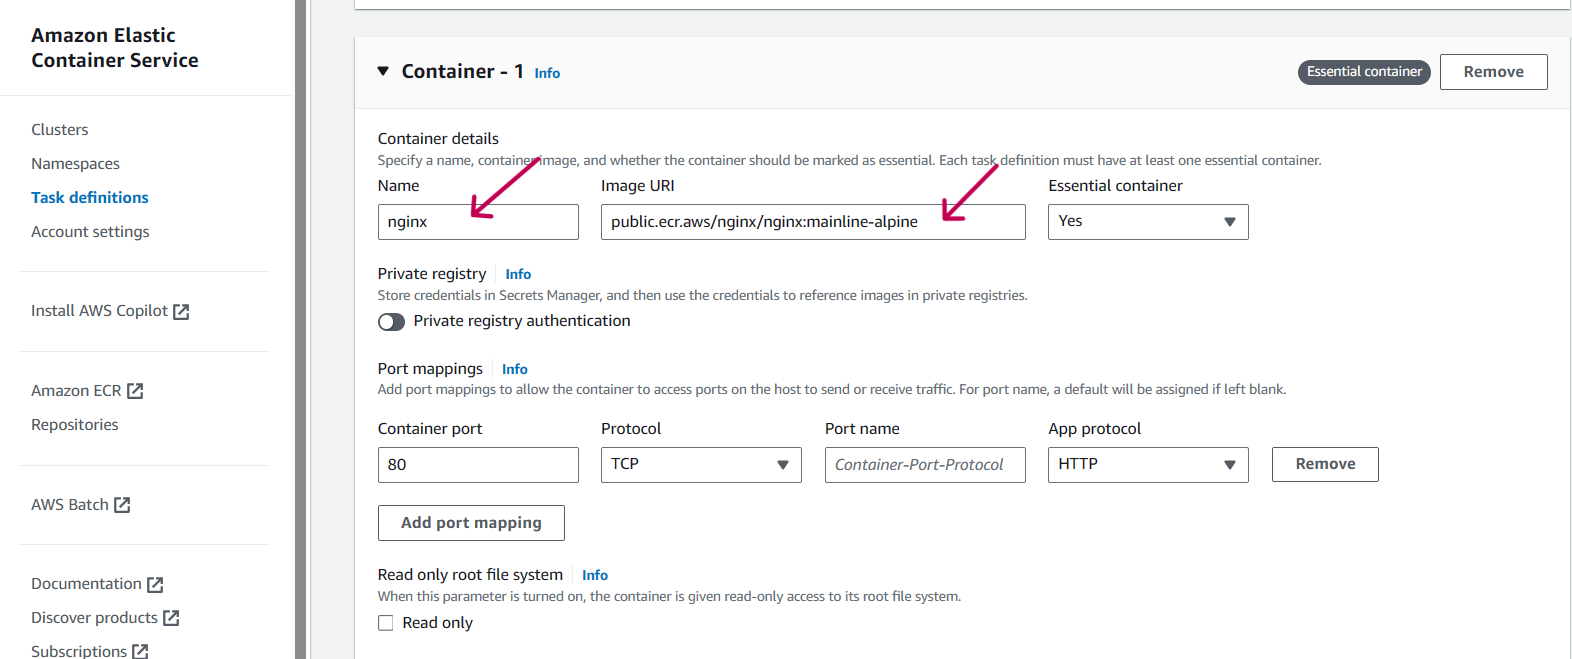 Amazon Elastic
Container Service
Clusters
Namespaces
Task definitions
Account settings
Install AWS Copilot
Amazon ECR
Repositories
AWS Batch
Documentation
Discover products
Subscriptions
Container - 1 Info
Essential container
Remove
Container details
Specify a name, container image, and whether the container should be marked as essential. Each task definition must have at least one essential container.
Name Image URI Essential container
nginx public.ecr.aws/nginx/nginx:mainline-alpine Yes
Private registry Info
Store credentials in Secrets Manager, and then use the credentials to reference images in private registries.
Private registry authentication
Port mappings Info
Add port mappings to allow the container to access ports on the host to send or receive traffic. For port name, a default will be assigned if left blank.
Container port Protocol Port name App protocol
80 TCP Container-Port-Protocol HTTP Remove
Add port mapping
Read only root file system Info
When this parameter is turned on, the container is given read-only access to its root file system.
Read only